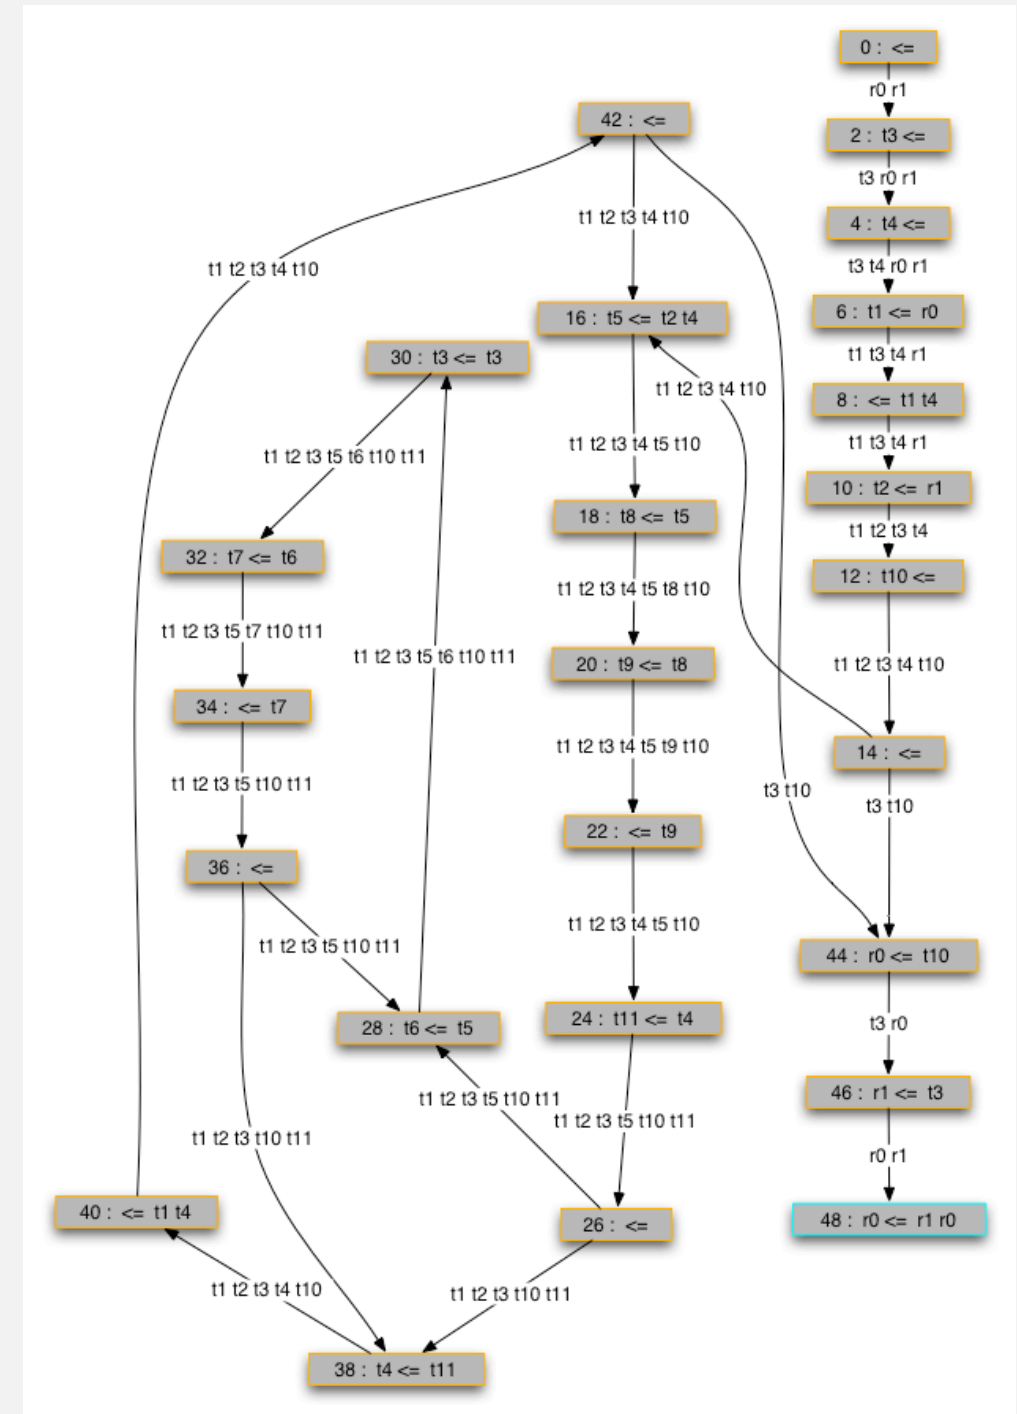 0 : <=
r0 r1
42 : <=
2 : t3 <=
t3 r0 r1
t1 t2 t3 t4 t10
4 : t4 <=
t1 t2 t3 t4 t10
t3 t4 r0 r1
16 : t5 <= t2 t4
6 : t1 <= r0
30 : t3 <= t3
t1 t3 t4 r1
t1 t2 t3 t4 t10
8 : <= t1 t4
t1 t2 t3 t5 t6 t10 t11
t1 t2 t3 t4 t5 t10
t1 t3 t4 r1
10 : t2 <= r1
18 : t8 <= t5
t1 t2 t3 t4
32 : t7 <= t6
12 : t10 <=
t1 t2 t3 t4 t5 t8 t10
t1 t2 t3 t5 t7 t10 t11
t1 t2 t3 t5 t6 t10 t11
20 : t9 <= t8
t1 t2 t3 t4 t10
34 : <= t7
t1 t2 t3 t4 t5 t9 t10
14 : <=
t1 t2 t3 t5 t10 t11
t3 t10
t3 t10
22 : <= t9
36 : <=
t1 t2 t3 t5 t10 t11
t1 t2 t3 t4 t5 t10
44 : r0 <= t10
28 : t6 <= t5
24 : t11 <= t4
t3 r0
t1 t2 t3 t5 t10 t11
t1 t2 t3 t5 t10 t11
46 : r1 <= t3
t1 t2 t3 t10 t11
r0 r1
40 : <= t1 t4
26 : <=
48 : r0 <= r1 r0
t1 t2 t3 t4 t10
t1 t2 t3 t10 t11
38 : t4 <= t11